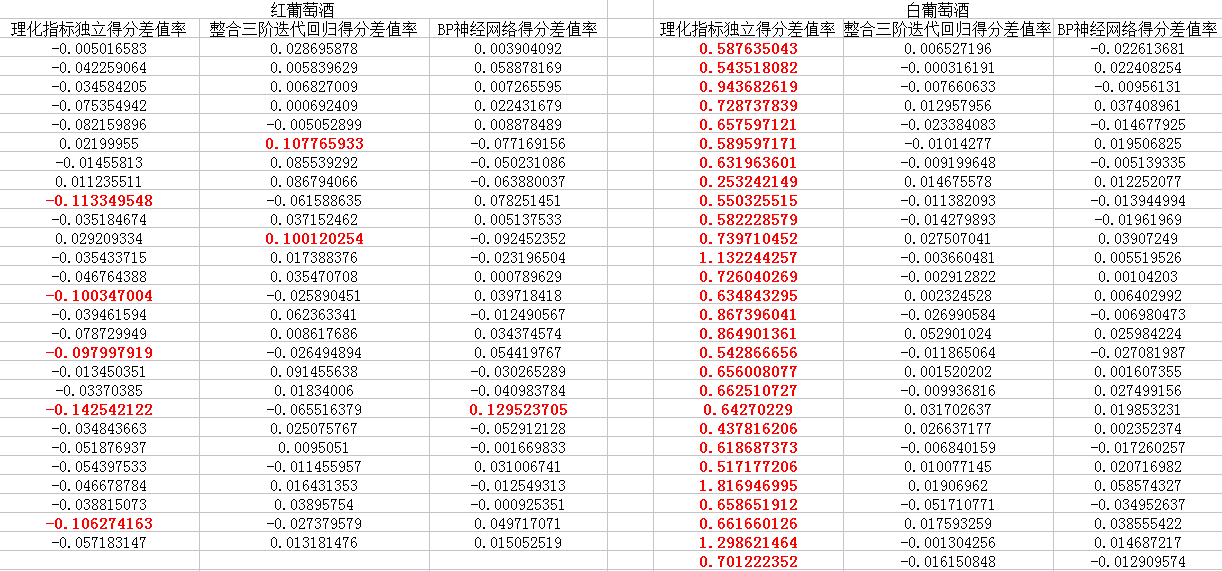 红葡萄酒 白葡萄酒
理化指标独立得分差值率 整合三阶迭代回归得分差值率 BP神经网络得分差值率 理化指标独立得分差值率 整合三阶迭代回归得分差值率 BP神经网络得分差值率
-0.005016583 0.028695878 0.003904092 0.587635043 0.006527196 -0.022613681
-0.042259064 0.005839629 0.058878169 0.543518082 -0.000316191 0.022408254
-0.034584205 0.006827009 0.007265595 0.943682619 -0.007660633 -0.00956131
-0.075354942 0.000692409 0.022431679 0.728737839 0.012957956 0.037408961
-0.082159896 -0.005052899 0.008878489 0.657597121 -0.023384083 -0.014677925
0.02199955 0.107765933 -0.077169156 0.589597171 -0.01014277 0.019506825
-0.01455813 0.085539292 -0.050231086 0.631963601 -0.009199648 -0.005139335
0.011235511 0.086794066 -0.063880037 0.253242149 0.014675578 0.012252077
-0.113349548 -0.061588635 0.078251451 0.550325515 -0.011382093 -0.013944994
-0.035184674 0.037152462 0.005137533 0.582228579 -0.014279893 -0.01961969
0.029209334 0.100120254 -0.092452352 0.739710452 0.027507041 0.03907249
-0.035433715 0.017388376 -0.023196504 1.132244257 -0.003660481 0.005519526
-0.046764388 0.035470708 0.000789629 0.726040269 -0.002912822 0.00104203
-0.100347004 -0.025890451 0.039718418 0.634843295 0.002324528 0.006402992
-0.039461594 0.062363341 -0.012490567 0.867396041 -0.026990584 -0.006980473
-0.078729949 0.008617686 0.034374574 0.864901361 0.052901024 0.025984224
-0.097997919 -0.026494894 0.054419767 0.542866656 -0.011865064 -0.027081987
-0.013450351 0.091455638 -0.030265289 0.656008077 0.001520202 0.001607355
-0.03370385 0.01834006 -0.040983784 0.662510727 -0.009936816 0.027499156
-0.142542122 -0.065516379 0.129523705 0.64270229 0.031702637 0.019853231
-0.034843663 0.025075767 -0.052912128 0.437816206 0.026637177 0.002352374
-0.051876937 0.0095051 -0.001669833 0.618687373 -0.006840159 -0.017260257
-0.054397533 -0.011455957 0.031006741 0.517177206 0.010077145 0.020716982
-0.046678784 0.016431353 -0.012549313 1.816946995 0.01906962 0.058574327
-0.038815073 0.03895754 -0.000925351 0.658651912 -0.051710771 -0.034952637
-0.106274163 -0.027379579 0.049717071 0.661660126 0.017593259 0.038555422
-0.057183147 0.013181476 0.015052519 1.298621464 -0.001304256 0.014687217
0.701222352 -0.016150848 -0.012909574